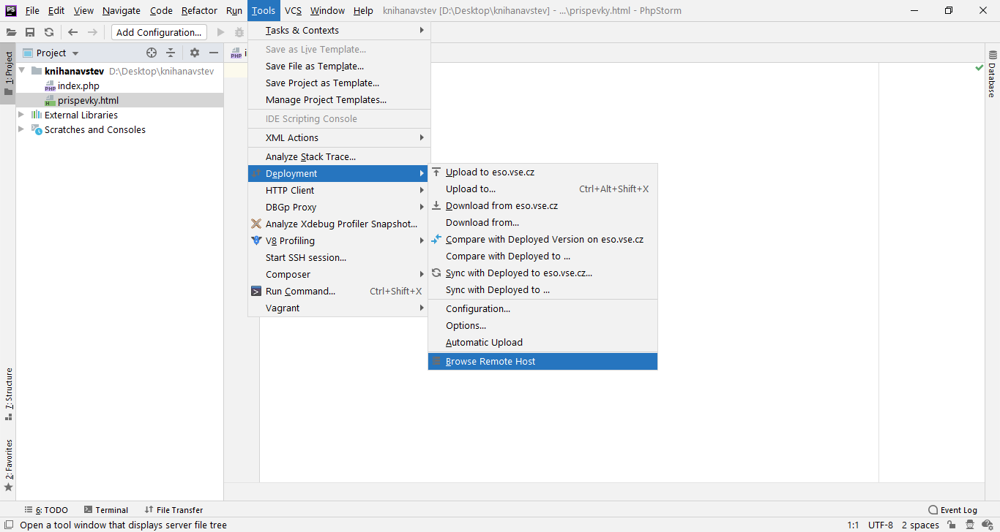 PS File Edit View Navigate Code Refactor Run Tools VCS Window Help knihanavstev [D:\Desktop\knihanavstev] - ...\prispevky.html - PhpStorm
Add Configuration...
1: Project
Project
PHP i
knihanavstev D:\Desktop\knihanavstev
PHP index.php
H prispevky.html
External Libraries
Scratches and Consoles
Tasks & Contexts
Save as Live Template...
Save File as Template...
Save Project as Template...
Manage Project Templates...
IDE Scripting Console
XML Actions
Analyze Stack Trace...
Deployment
HTTP Client
DBGp Proxy
Analyze Xdebug Profiler Snapshot...
V8 Profiling
Start SSH session...
Composer
Run Command... Ctrl+Shift+X
Vagrant
Upload to eso.vse.cz
Upload to... Ctrl+Alt+Shift+X
Download from eso.vse.cz
Download from...
Compare with Deployed Version on eso.vse.cz
Compare with Deployed to ...
Sync with Deployed to eso.vse.cz...
Sync with Deployed to ...
Configuration...
Options...
Automatic Upload
Browse Remote Host
Database
7: Structure
2: Favorites
6: TODO Terminal File Transfer Event Log
Open a tool window that displays server file tree 1:1 UTF-8 2 spaces